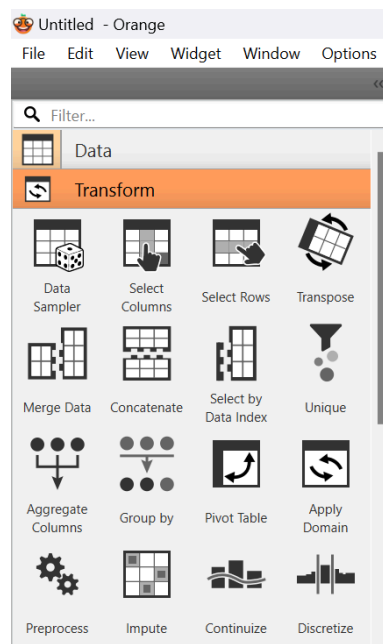 Untitled - Orange
File Edit View Widget Window Options
Filter...
Data
Transform
Data
Sampler
Select
Columns
Select Rows
Transpose
Merge Data
Concatenate
Select by
Data Index
Unique
Aggregate
Columns
Group by
Pivot Table
Apply
Domain
Preprocess
Impute
Continuize
Discretize